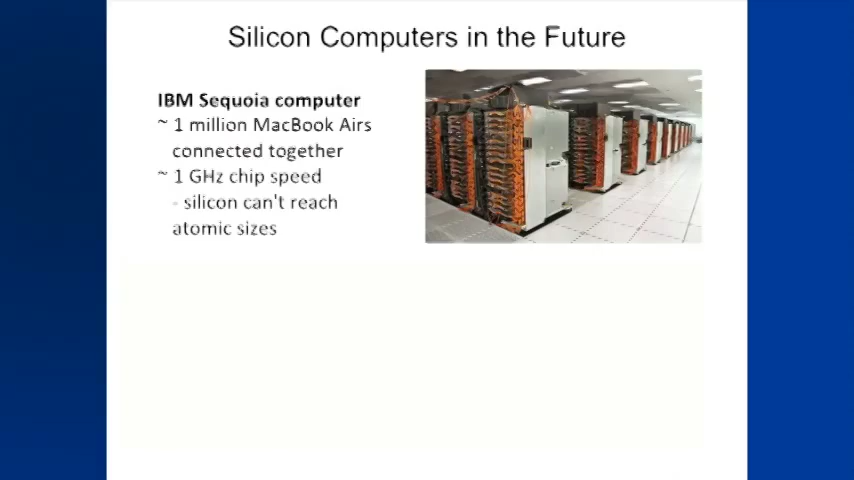 Silicon Computers in the Future
IBM Sequoia computer
~ 1 million MacBook Airs
connected together
~ 1 GHz chip speed
- silicon can't reach
atomic sizes